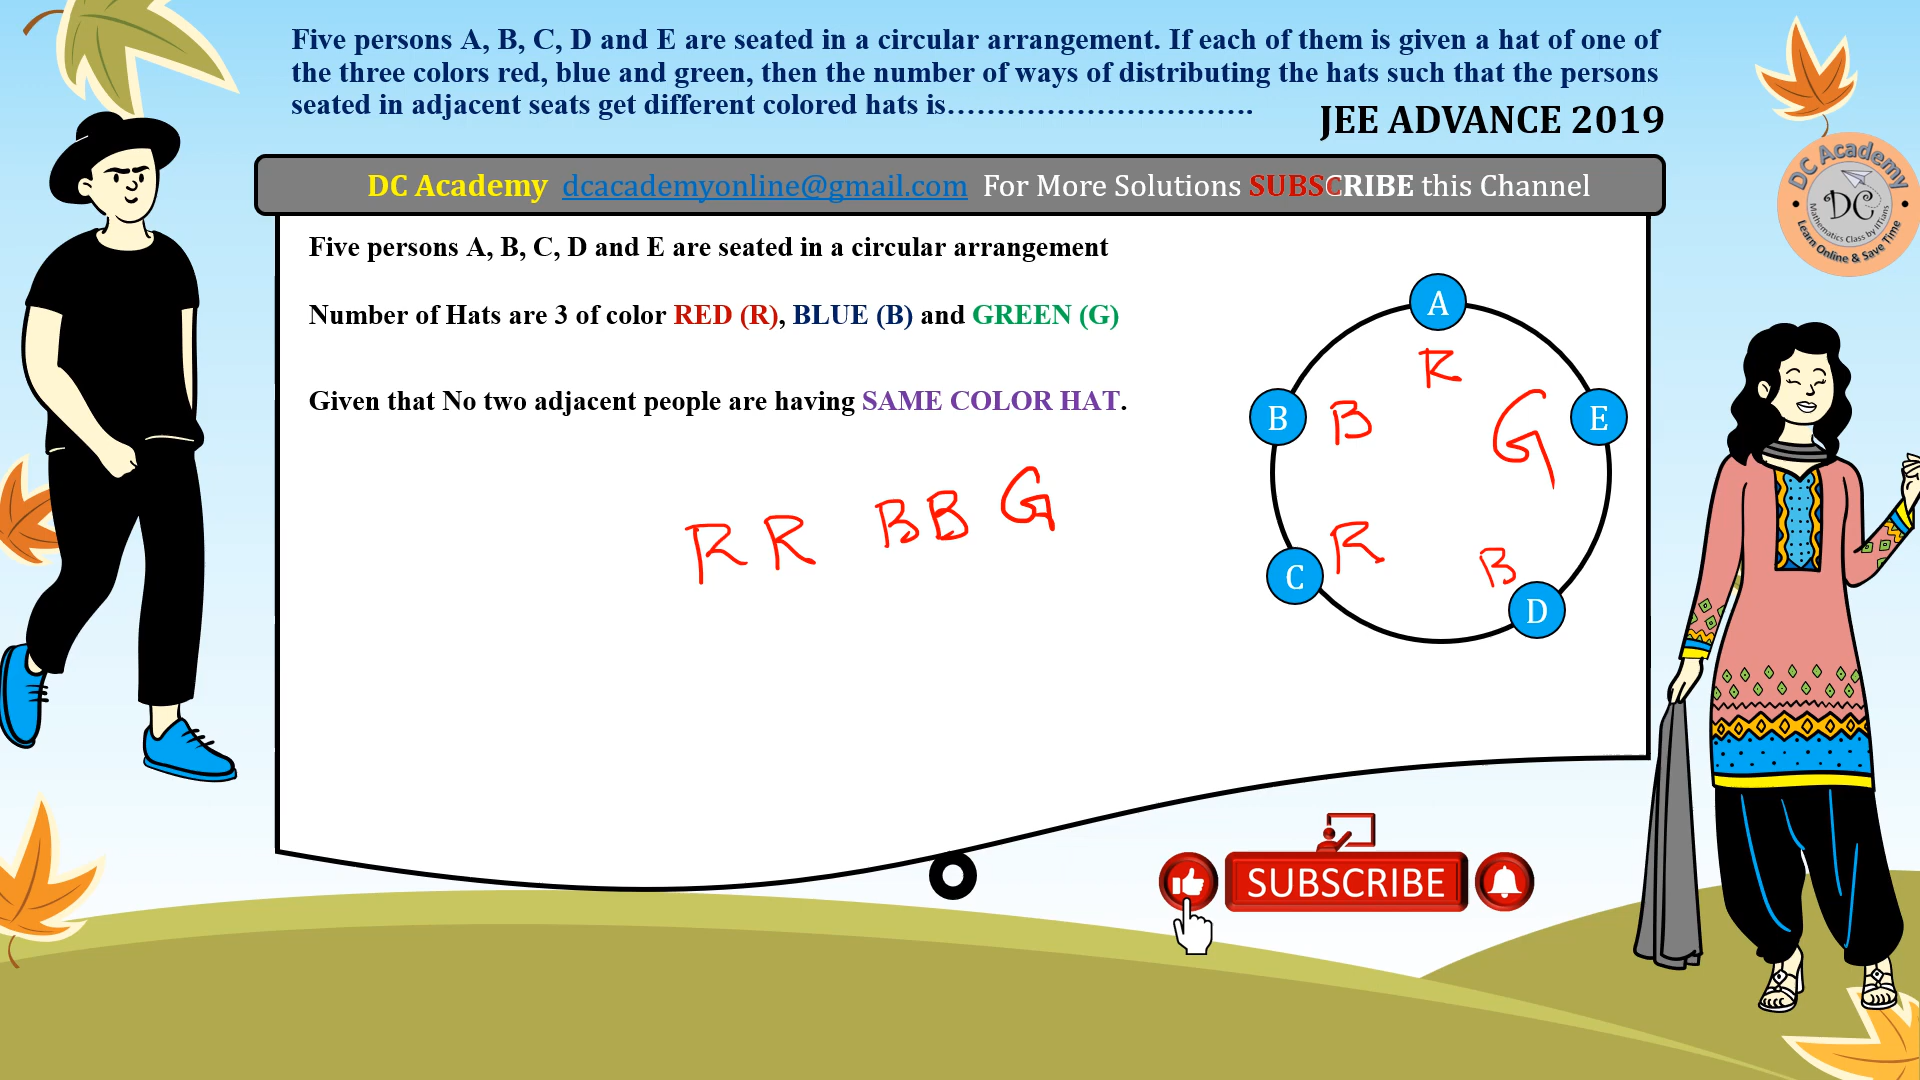 Five persons A, B, C, D and E are seated in a circular arrangement. If each of them is given a hat of one of
the three colors red, blue and green, then the number of ways of distributing the hats such that the persons
seated in adjacent seats get different colored hats is…………………………….
JEE ADVANCE 2019
DC Academy dcacademyonline@gmail.com For More Solutions SUBSCRIBE this Channel
DC Academy
DC
Mathematics Class by IITians
Learn Online & Save Time
Five persons A, B, C, D and E are seated in a circular arrangement
Number of Hats are 3 of color RED (R), BLUE (B) and GREEN (G)
Given that No two adjacent people are having SAME COLOR HAT.
R R B B G
A
R
B B
G E
C R
B D
SUBSCRIBE